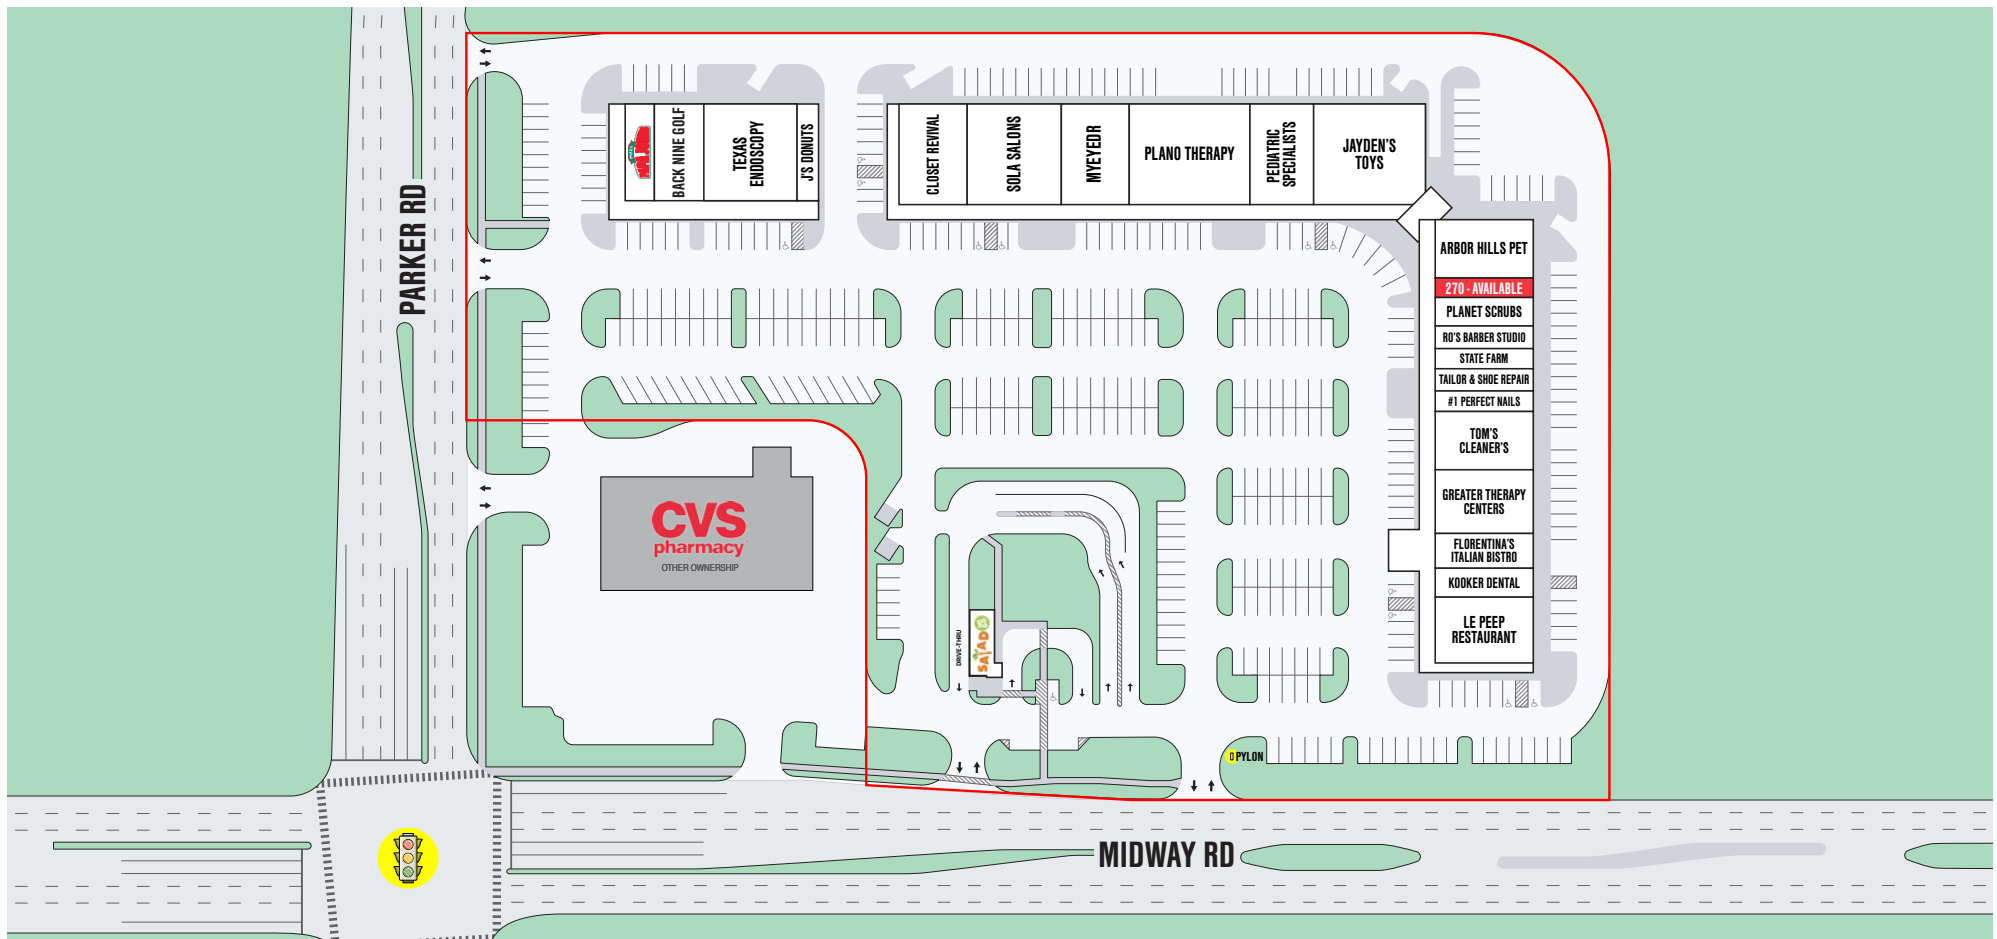 PARKER RD
PAPA JOHNS
BACK NINE GOLF
TEXAS
ENDOSCOPY
J'S DONUTS
CLOSET REVIVAL
SOLA SALONS
MYEYEDR
PLANO THERAPY
PEDIATRIC
SPECIALISTS
JAYDEN'S
TOYS
ARBOR HILLS PET
270 - AVAILABLE
PLANET SCRUBS
RO'S BARBER STUDIO
STATE FARM
TAILOR & SHOE REPAIR
#1 PERFECT NAILS
TOM'S
CLEANER'S
GREATER THERAPY
CENTERS
FLORENTINA'S
ITALIAN BISTRO
KOOKER DENTAL
LE PEEP
RESTAURANT
CVS
pharmacy
OTHER OWNERSHIP
DRIVE-THRU
SALAD
PYLON
MIDWAY RD